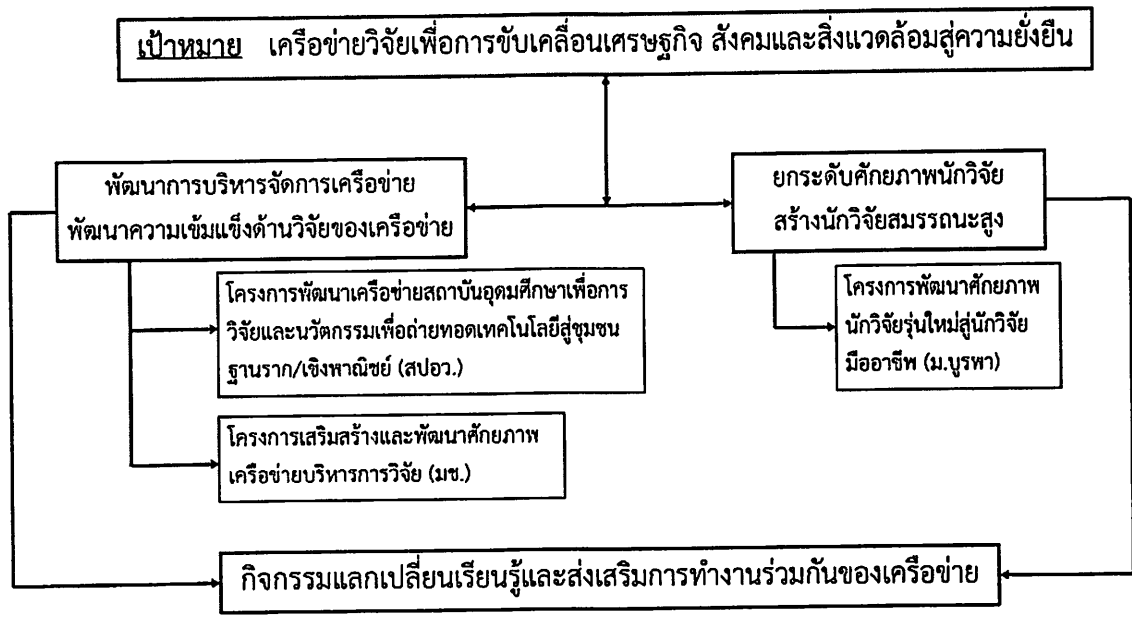 เป้าหมาย เครือข่ายวิจัยเพื่อการขับเคลื่อนเศรษฐกิจ สังคมและสิ่งแวดล้อมสู่ความยั่งยืน
พัฒนาการบริหารจัดการเครือข่าย
พัฒนาความเข้มแข็งด้านวิจัยของเครือข่าย
ยกระดับศักยภาพนักวิจัย
สร้างนักวิจัยสมรรถนะสูง
โครงการพัฒนาเครือข่ายสถาบันอุดมศึกษาเพื่อการ
วิจัยและนวัตกรรมเพื่อถ่ายทอดเทคโนโลยีสู่ชุมชน
ฐานราก/เชิงพาณิชย์ (สปอว.)
โครงการพัฒนาศักยภาพ
นักวิจัยรุ่นใหม่สู่นักวิจัย
มืออาชีพ (ม.บูรพา)
โครงการเสริมสร้างและพัฒนาศักยภาพ
เครือข่ายบริหารการวิจัย (มช.)
กิจกรรมแลกเปลี่ยนเรียนรู้และส่งเสริมการทำงานร่วมกันของเครือข่าย